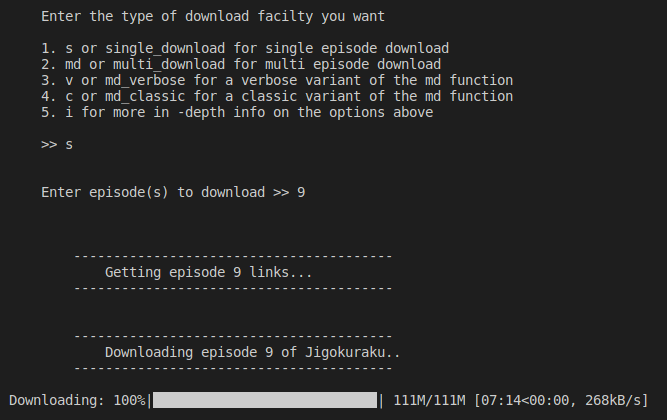 Enter the type of download facilty you want
1. s or single_download for single episode download
2. md or multi_download for multi episode download
3. v or md_verbose for a verbose variant of the md function
4. c or md_classic for a classic variant of the md function
5. i for more in -depth info on the options above
>> s
Enter episode(s) to download >> 9
----------------------------------------
Getting episode 9 links...
----------------------------------------
----------------------------------------
Downloading episode 9 of Jigokuraku..
----------------------------------------
Downloading: 100%|████████████████████████████| 111M/111M [07:14<00:00, 268kB/s]